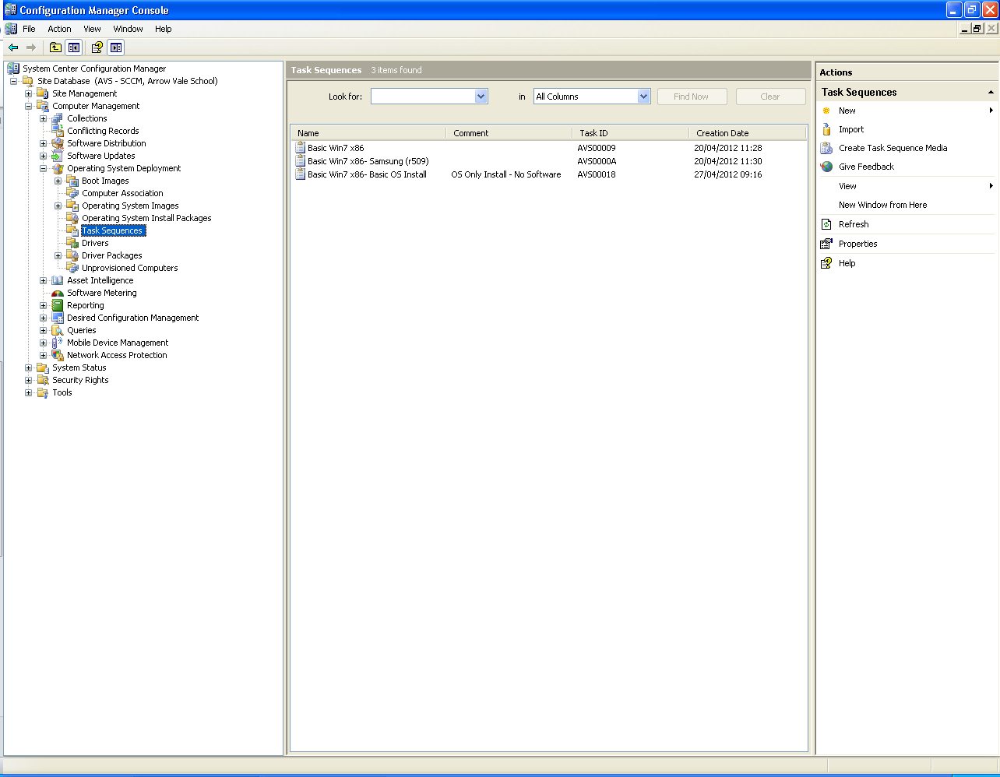 Configuration Manager Console
File Action View Window Help
System Center Configuration Manager
Site Database (AVS - SCCM, Arrow Vale School)
Site Management
Computer Management
Collections
Conflicting Records
Software Distribution
Software Updates
Operating System Deployment
Boot Images
Computer Association
Operating System Images
Operating System Install Packages
Task Sequences
Drivers
Driver Packages
Unprovisioned Computers
Asset Intelligence
Software Metering
Reporting
Desired Configuration Management
Queries
Mobile Device Management
Network Access Protection
System Status
Security Rights
Tools
Task Sequences 3 items found
Look for: in All Columns Find Now Clear
Name Comment Task ID Creation Date
Basic Win7 x86 AVS00009 20/04/2012 11:28
Basic Win7 x86- Samsung (r509) AVS0000A 20/04/2012 11:30
Basic Win7 x86- Basic OS Install OS Only Install - No Software AVS00018 27/04/2012 09:16
Actions
Task Sequences
New
Import
Create Task Sequence Media
Give Feedback
View
New Window from Here
Refresh
Properties
Help